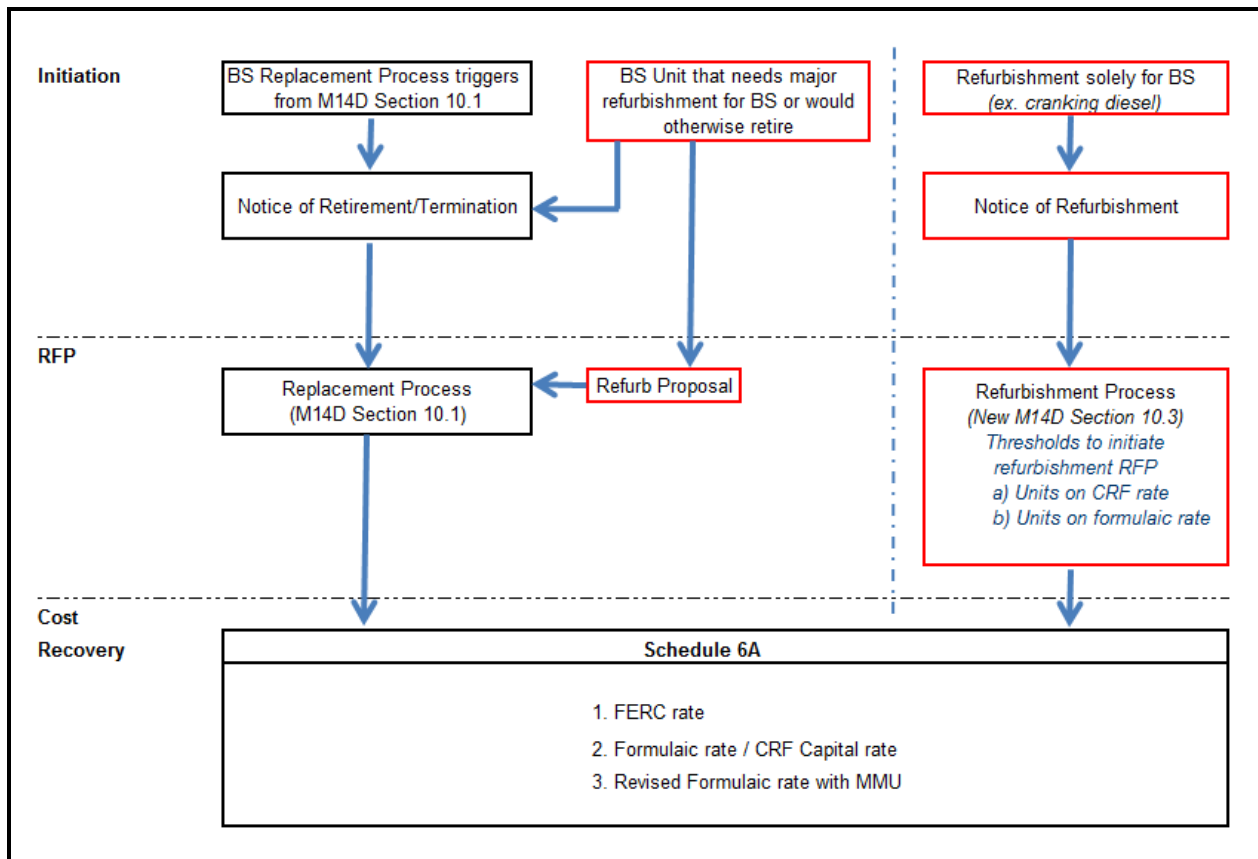 Initiation
BS Replacement Process triggers
from M14D Section 10.1
BS Unit that needs major
refurbishment for BS or would
otherwise retire
Refurbishment solely for BS
(ex. cranking diesel)
Notice of Retirement/Termination
Notice of Refurbishment
RFP
Replacement Process
(M14D Section 10.1)
Refurb Proposal
Refurbishment Process
(New M14D Section 10.3)
Thresholds to initiate
refurbishment RFP
a) Units on CRF rate
b) Units on formulaic rate
Cost
Recovery
Schedule 6A
1. FERC rate
2. Formulaic rate / CRF Capital rate
3. Revised Formulaic rate with MMU